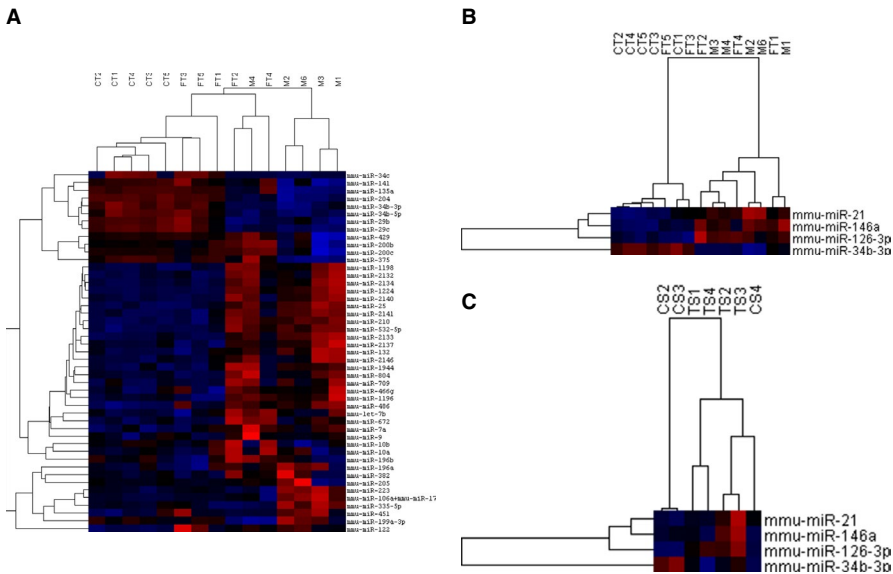 A
CT2
CT1
CT4
CT3
CT5
FT3
FT5
FT1
FT2
M4
FT4
M2
M6
M3
M1
mmu-miR-34c
mmu-miR-141
mmu-miR-135a
mmu-miR-204
mmu-miR-34b-3p
mmu-miR-34b-5p
mmu-miR-29b
mmu-miR-29c
mmu-miR-429
mmu-miR-200b
mmu-miR-200c
mmu-miR-375
mmu-miR-1198
mmu-miR-2132
mmu-miR-2134
mmu-miR-1224
mmu-miR-2140
mmu-miR-25
mmu-miR-2141
mmu-miR-210
mmu-miR-532-5p
mmu-miR-2133
mmu-miR-2137
mmu-miR-132
mmu-miR-2146
mmu-miR-1944
mmu-miR-804
mmu-miR-709
mmu-miR-466g
mmu-miR-1196
mmu-miR-486
mmu-let-7b
mmu-miR-672
mmu-miR-7a
mmu-miR-9
mmu-miR-10b
mmu-miR-10a
mmu-miR-196b
mmu-miR-196a
mmu-miR-382
mmu-miR-205
mmu-miR-223
mmu-miR-106a+mmu-miR-17
mmu-miR-335-5p
mmu-miR-451
mmu-miR-199a-3p
mmu-miR-122
B
CT2
CT4
CT5
CT3
FT5
CT1
FT3
FT2
M3
M4
FT4
M2
M6
FT1
M1
mmu-miR-21
mmu-miR-146a
mmu-miR-126-3p
mmu-miR-34b-3p
C
CS2
CS3
TS1
TS4
TS2
TS3
CS4
mmu-miR-21
mmu-miR-146a
mmu-miR-126-3p
mmu-miR-34b-3p